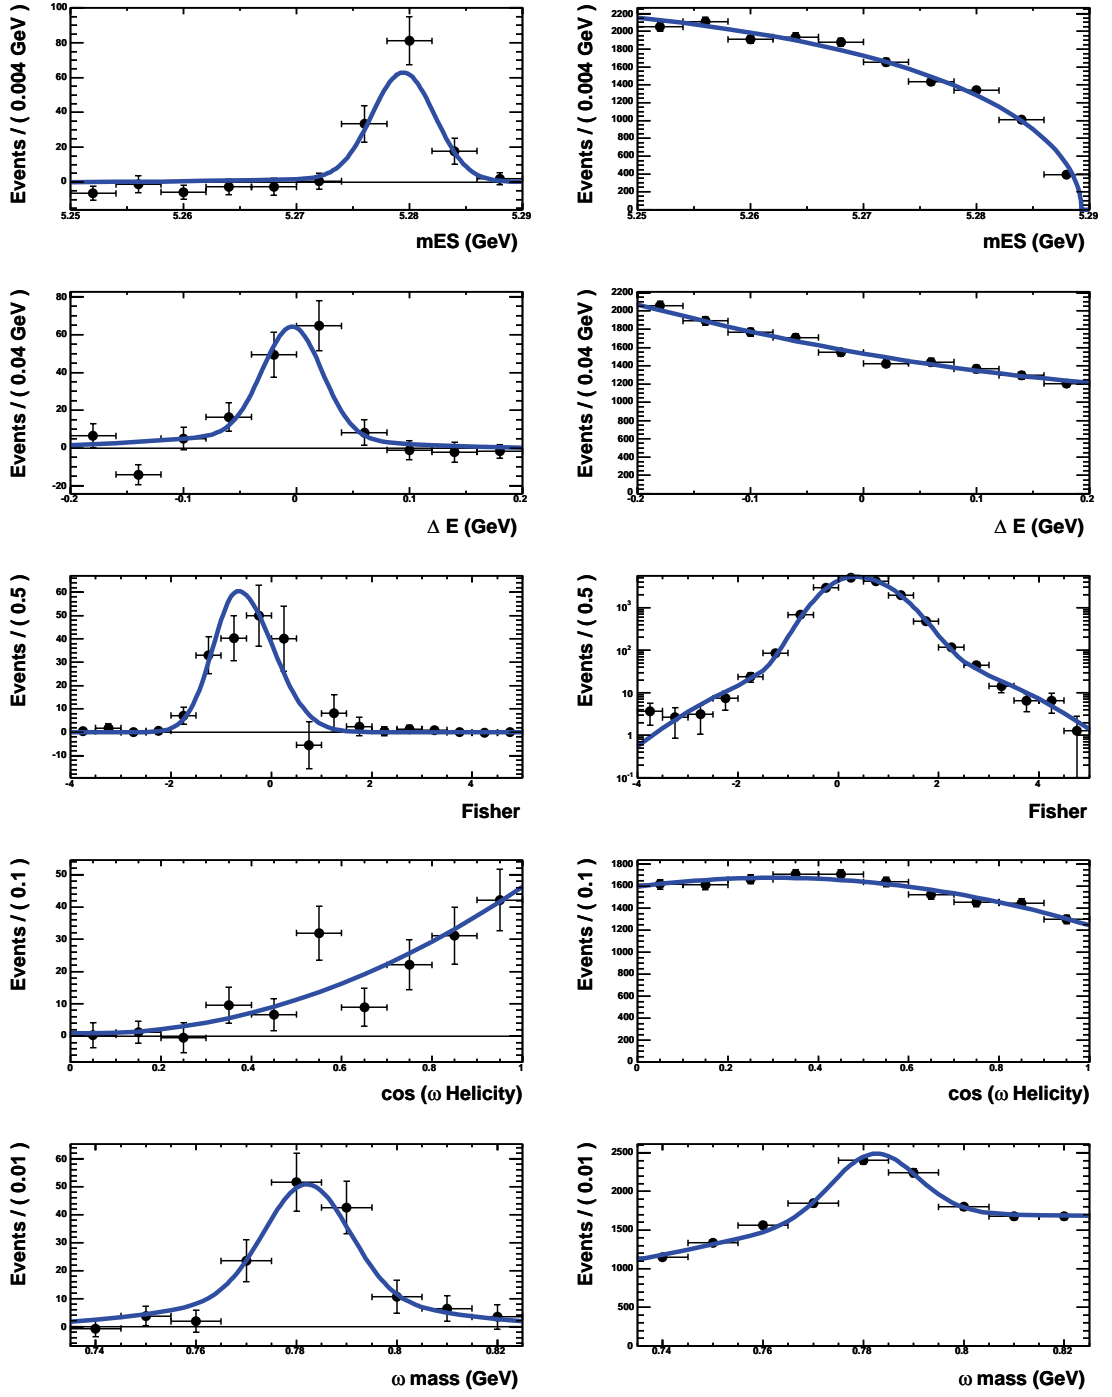 Events / ( 0.004 GeV )
100
80
60
40
20
0
5.25 5.26 5.27 5.28 5.29
mES (GeV)
Events / ( 0.004 GeV )
2200
2000
1800
1600
1400
1200
1000
800
600
400
200
0
5.25 5.26 5.27 5.28 5.29
mES (GeV)
Events / ( 0.04 GeV )
80
60
40
20
0
-20
-0.2 -0.1 0 0.1 0.2
Δ E (GeV)
Events / ( 0.04 GeV )
2200
2000
1800
1600
1400
1200
1000
800
600
400
200
0
-0.2 -0.1 0 0.1 0.2
Δ E (GeV)
Events / ( 0.5 )
60
50
40
30
20
10
0
-10
-4 -2 0 2 4
Fisher
Events / ( 0.5 )
10³
10²
10
1
10⁻¹
-4 -2 0 2 4
Fisher
Events / ( 0.1 )
50
40
30
20
10
0
0 0.2 0.4 0.6 0.8 1
cos (ω Helicity)
Events / ( 0.1 )
1800
1600
1400
1200
1000
800
600
400
200
0
0 0.2 0.4 0.6 0.8 1
cos (ω Helicity)
Events / ( 0.01 )
60
50
40
30
20
10
0
0.74 0.76 0.78 0.8 0.82
ω mass (GeV)
Events / ( 0.01 )
2500
2000
1500
1000
500
0
0.74 0.76 0.78 0.8 0.82
ω mass (GeV)